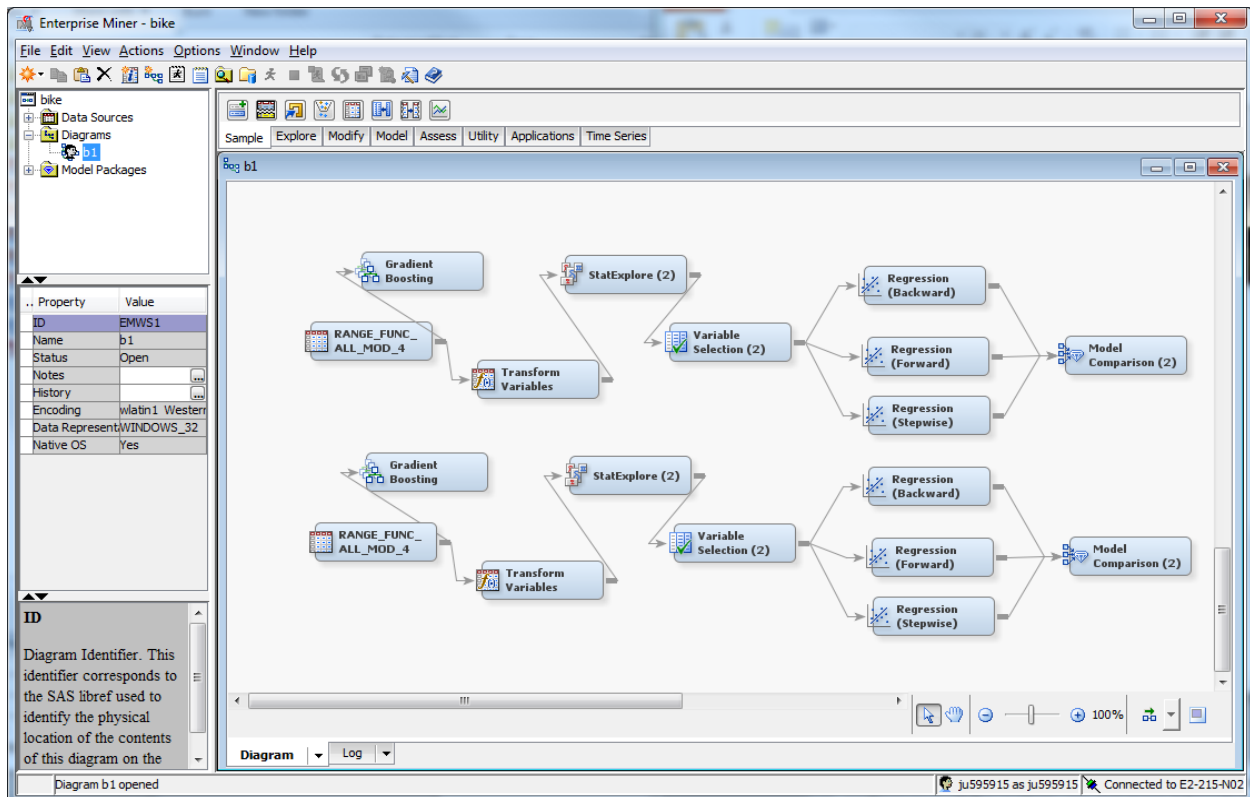 Enterprise Miner - bike
File Edit View Actions Options Window Help
bike
Data Sources
Diagrams
b1
Model Packages
Sample Explore Modify Model Assess Utility Applications Time Series
b1
.. Property Value
ID EMWS1
Name b1
Status Open
Notes ...
History ...
Encoding wlatin1 Western
Data Represent WINDOWS_32
Native OS Yes
ID
Diagram Identifier. This
identifier corresponds to
the SAS libref used to
identify the physical
location of the contents
of this diagram on the
Gradient
Boosting
StatExplore (2)
Regression
(Backward)
RANGE_FUNC_
ALL_MOD_4
Variable
Selection (2)
Regression
(Forward)
Model
Comparison (2)
Transform
Variables
Regression
(Stepwise)
Gradient
Boosting
StatExplore (2)
Regression
(Backward)
RANGE_FUNC_
ALL_MOD_4
Variable
Selection (2)
Regression
(Forward)
Model
Comparison (2)
Transform
Variables
Regression
(Stepwise)
100%
Diagram Log
Diagram b1 opened
ju595915 as ju595915 Connected to E2-215-N02